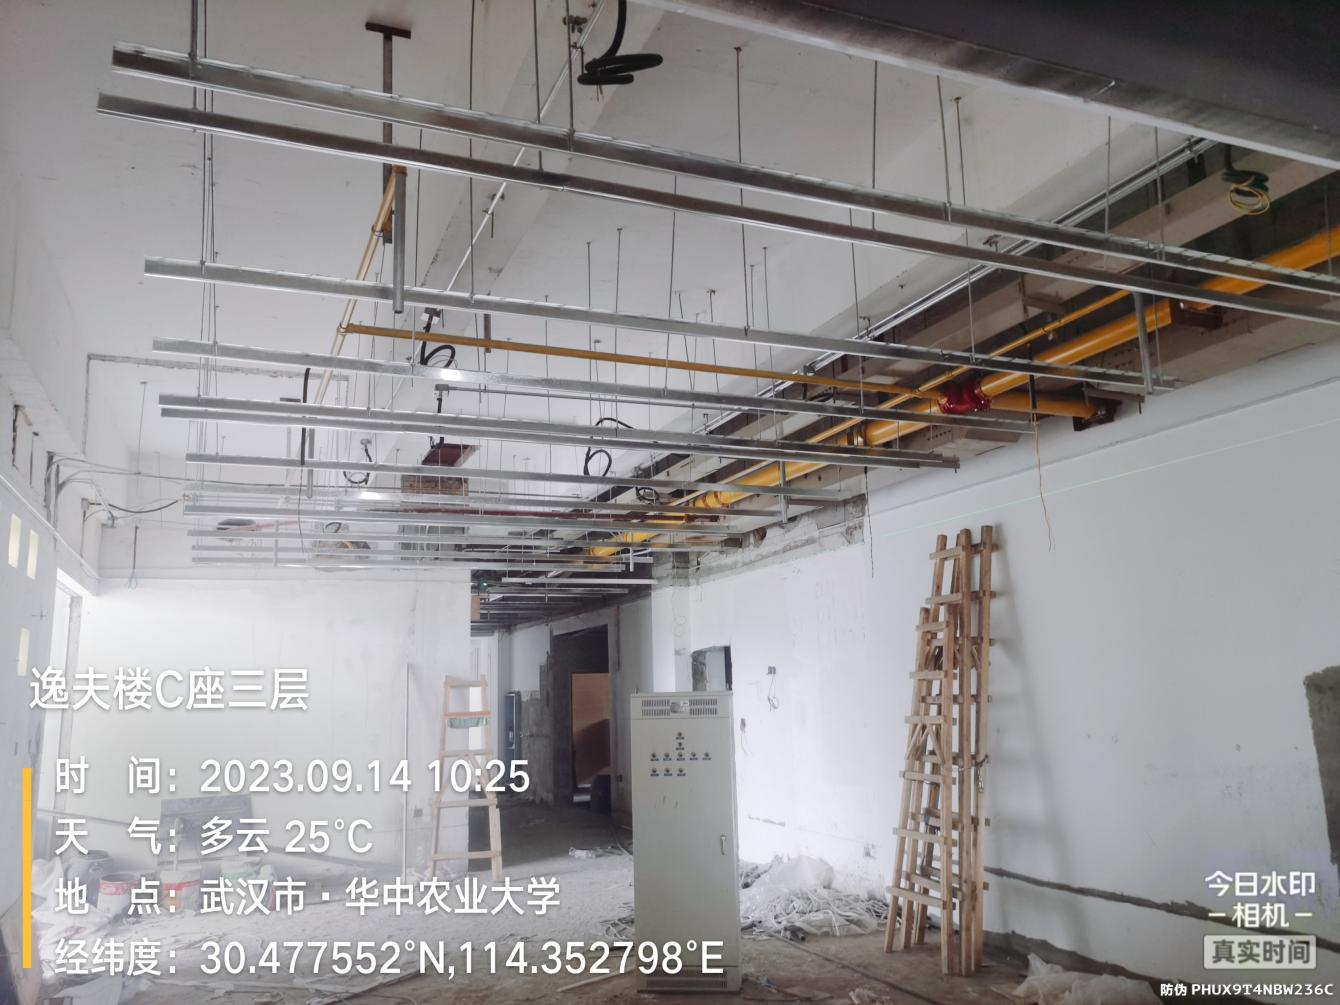 逸夫楼C座三层
时 间：2023.09.14 10:25
天 气：多云 25℃
地 点：武汉市·华中农业大学
经纬度：30.477552°N,114.352798°E
今日水印
-相机-
真实时间
防伪 PHUX9T4NBW236C